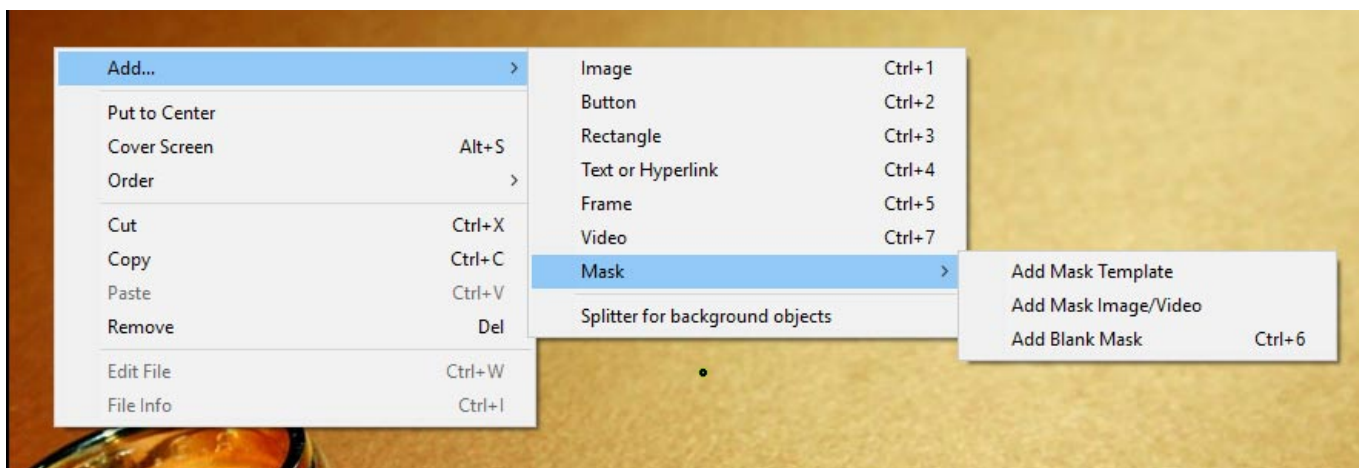 Add...
Put to Center
Cover Screen Alt+S
Order
Cut Ctrl+X
Copy Ctrl+C
Paste Ctrl+V
Remove Del
Edit File Ctrl+W
File Info Ctrl+I
Image Ctrl+1
Button Ctrl+2
Rectangle Ctrl+3
Text or Hyperlink Ctrl+4
Frame Ctrl+5
Video Ctrl+7
Mask
Splitter for background objects
Add Mask Template
Add Mask Image/Video
Add Blank Mask Ctrl+6